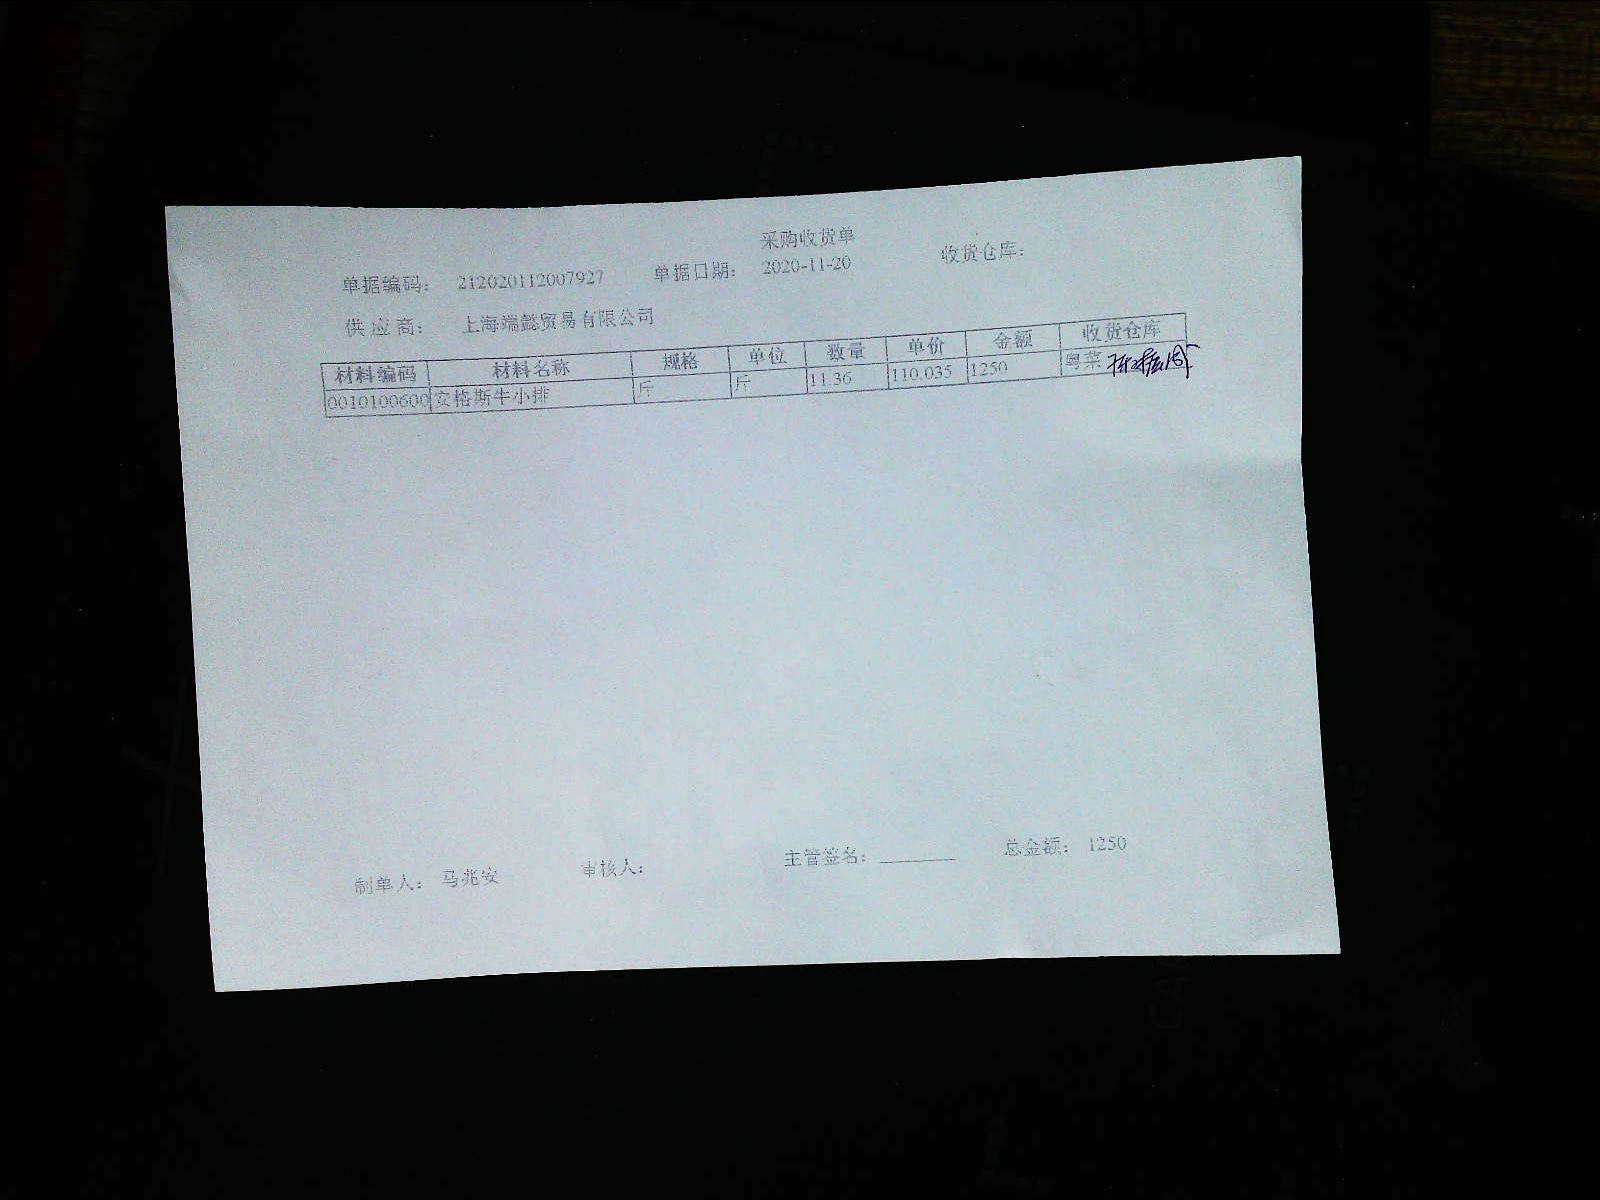 采购收货单
单据编码： 212020112007927 单据日期： 2020-11-20 收货仓库：
供应商： 上海端懿贸易有限公司
材料编码 材料名称 规格 单位 数量 单价 金额 收货仓库
0010100600 安格斯牛小排 斤 斤 11.36 110.035 1250 粤菜
制单人： 马兆安 审核人： 主管签名： 总金额： 1250